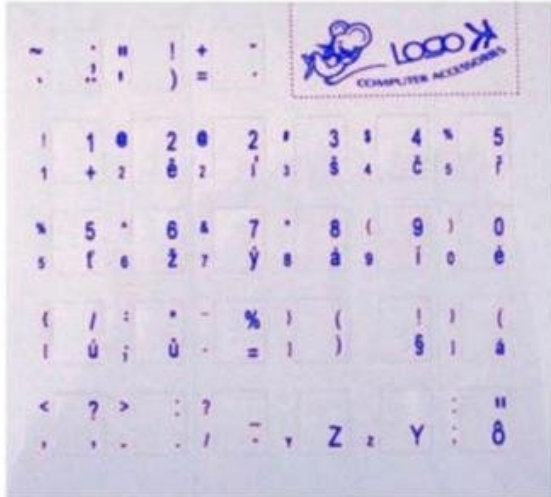 ~ " ! +
' ) =
LOGO K
COMPUTER ACCESSORIES
! 1 @ 2 @ 2 # 3 $ 4 % 5
1 + 2 ě 2 3 š 4 č 5 ř
% 5 ^ 6 & 7 * 8 ( 9 ) 0
5 ť 6 ž 7 ý 8 á 9 í 0 é
{ / : " % } ( ! } (
[ ú ; ů - = ] ) § ] ä
< ? > : ? : "
, , . . / - Y Z Z Y ; ô